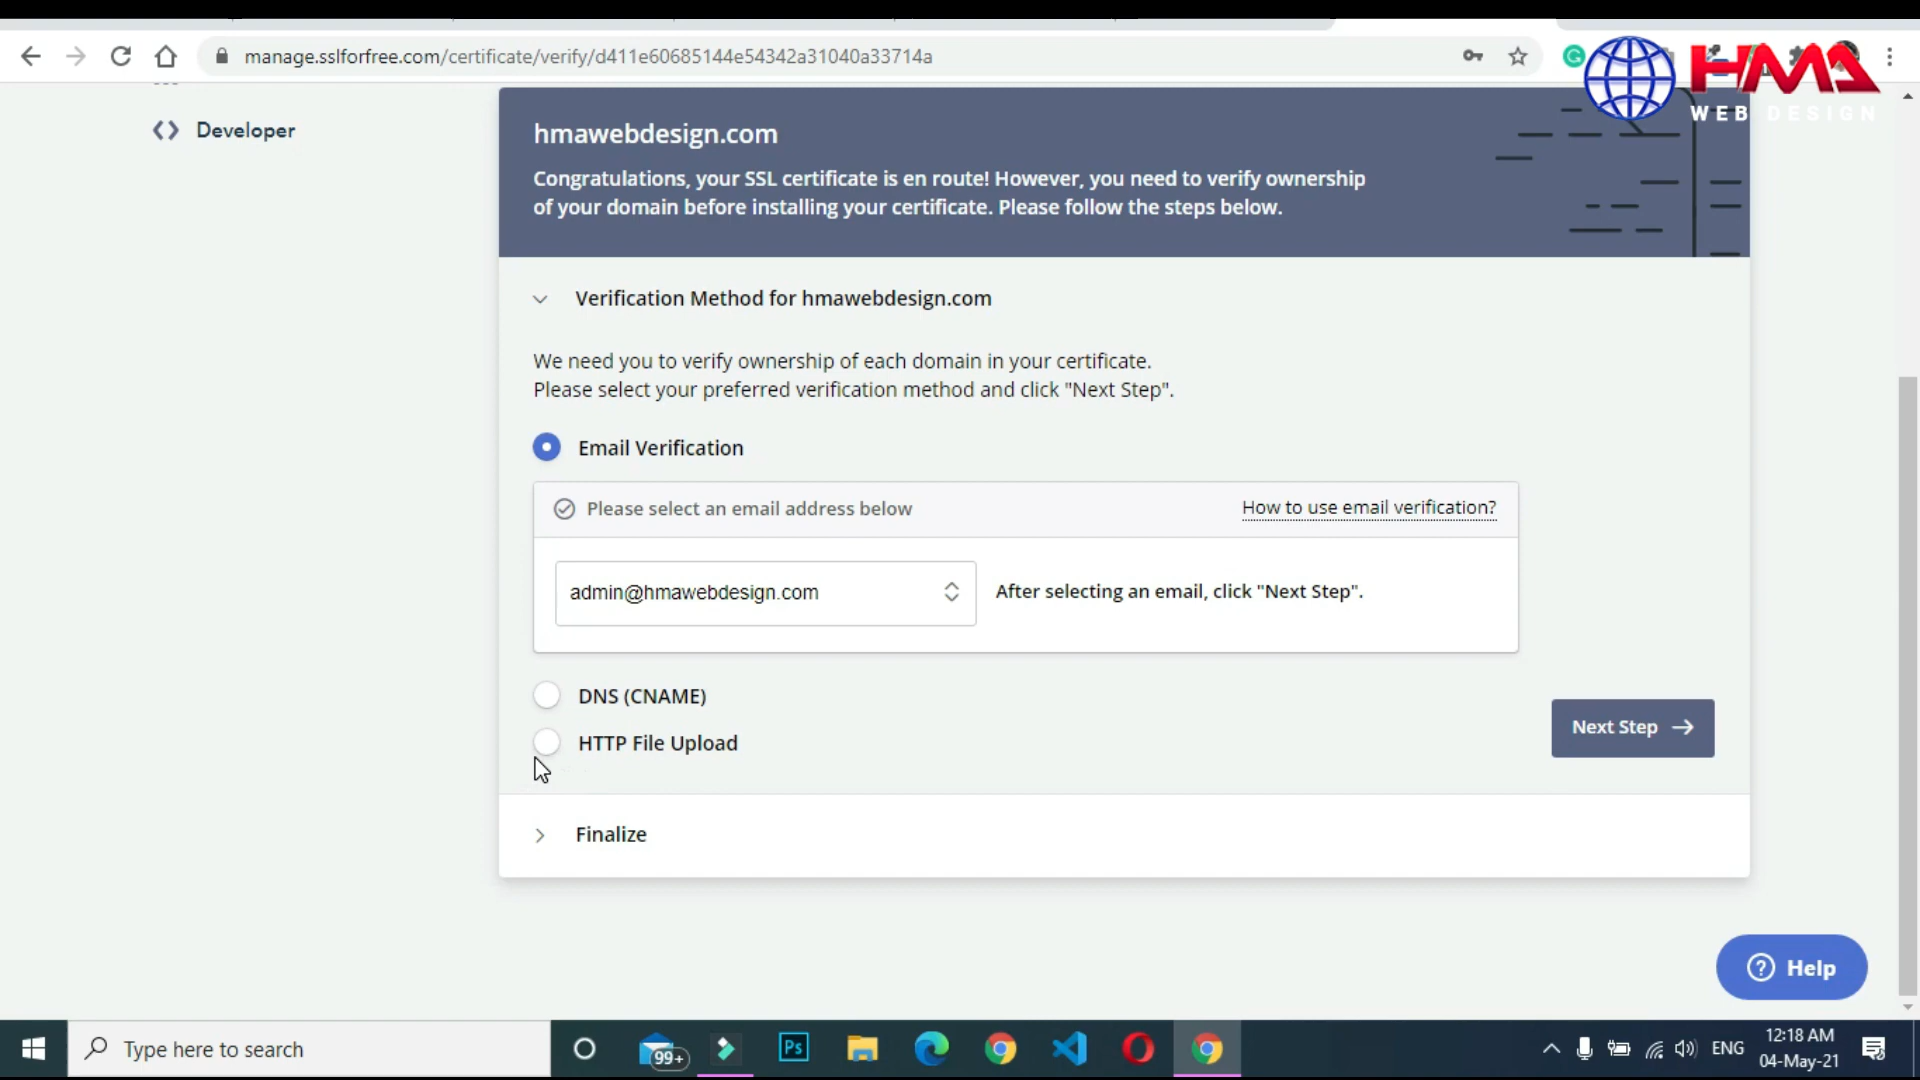 manage.sslforfree.com/certificate/verify/d411e60685144e54342a31040a33714a
HMA
WEB DESIGN
Developer
hmawebdesign.com
Congratulations, your SSL certificate is en route! However, you need to verify ownership
of your domain before installing your certificate. Please follow the steps below.
Verification Method for hmawebdesign.com
We need you to verify ownership of each domain in your certificate.
Please select your preferred verification method and click "Next Step".
Email Verification
Please select an email address below
How to use email verification?
admin@hmawebdesign.com
After selecting an email, click "Next Step".
DNS (CNAME)
HTTP File Upload
Next Step
Finalize
Help
Type here to search
99+
Ps
ENG
12:18 AM
04-May-21